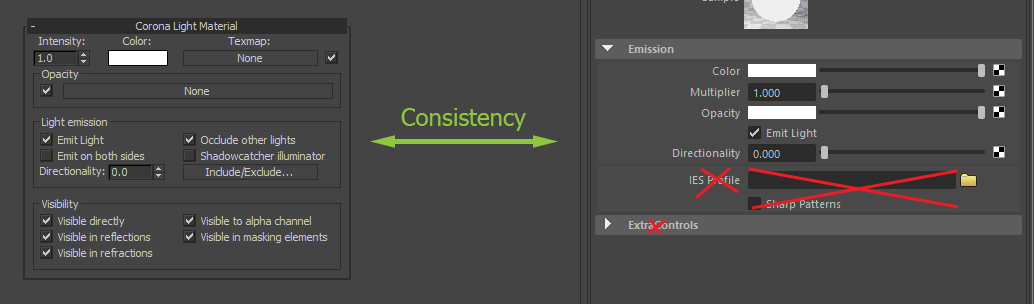 Corona Light Material
Intensity: Color: Texmap:
1.0 None
Opacity
None
Light emission
Emit Light Occlude other lights
Emit on both sides Shadowcatcher illuminator
Directionality: 0.0 Include/Exclude...
Visibility
Visible directly Visible to alpha channel
Visible in reflections Visible in masking elements
Visible in refractions
Consistency
Sample
Emission
Color
Multiplier 1.000
Opacity
Emit Light
Directionality 0.000
IES Profile
Sharp Patterns
ExtraControls